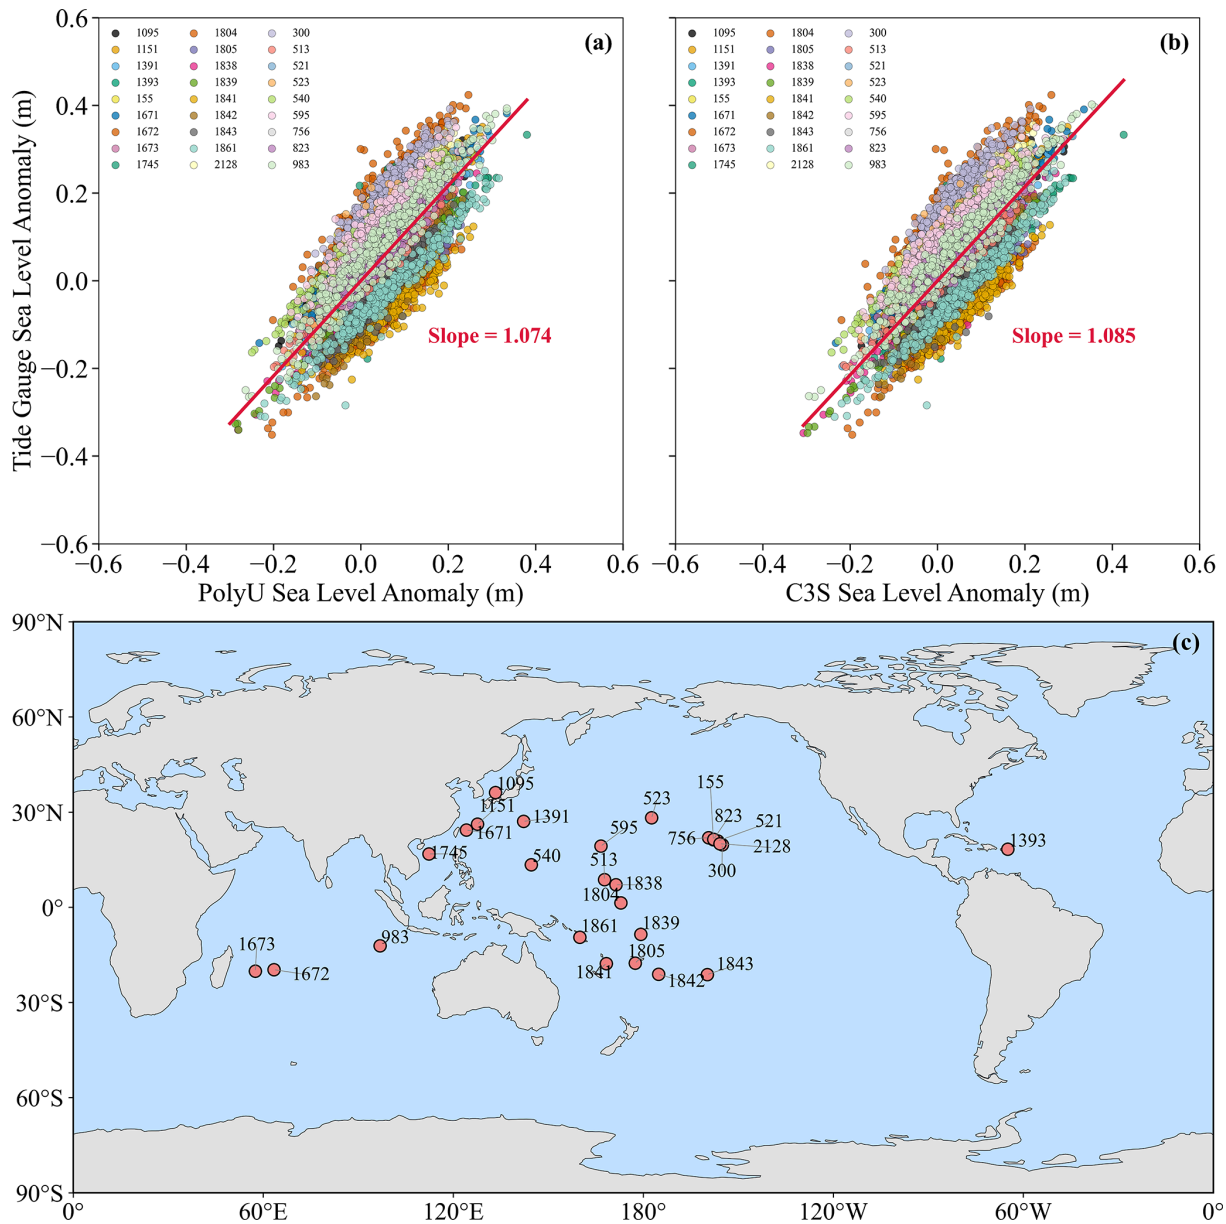 (a)
1095 1804 300
1151 1805 513
1391 1838 521
1393 1839 523
155 1841 540
1671 1842 595
1672 1843 756
1673 1861 823
1745 2128 983
Slope = 1.074
0.6
0.4
0.2
0.0
−0.2
−0.4
−0.6
Tide Gauge Sea Level Anomaly (m)
−0.6 −0.4 −0.2 0.0 0.2 0.4 0.6
PolyU Sea Level Anomaly (m)
(b)
1095 1804 300
1151 1805 513
1391 1838 521
1393 1839 523
155 1841 540
1671 1842 595
1672 1843 756
1673 1861 823
1745 2128 983
Slope = 1.085
−0.6 −0.4 −0.2 0.0 0.2 0.4 0.6
C3S Sea Level Anomaly (m)
(c)
90°N
60°N
30°N
0°
30°S
60°S
90°S
1095
155
1151
523
823
1391
521
1671
595
756
2128
1393
1745
540
513
300
1838
1804
1861
1839
983
1673
1805
1672
1841
1842
1843
0° 60°E 120°E 180° 120°W 60°W 0°